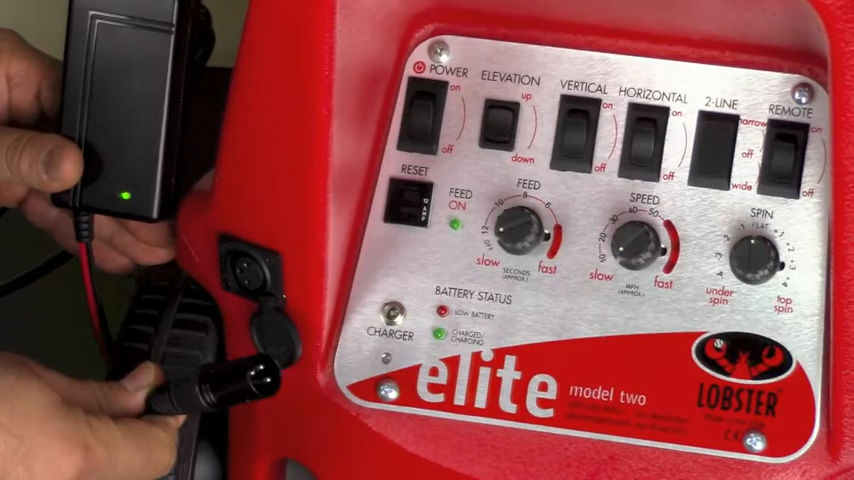 POWER
on
off
ELEVATION
up
down
VERTICAL
on
off
HORIZONTAL
on
off
2-LINE
narrow
off
wide
REMOTE
on
off
RESET
FEED
ON
FEED
OFF 12 10 8 6
slow
fast
SECONDS
(APPROX.)
SPEED
10 20 30 40 50
slow
fast
MPH
(APPROX.)
SPIN
FLAT
under
spin
top
spin
BATTERY STATUS
LOW BATTERY
CHARGED/
CHARGING
CHARGER
elite
model two
LOBSTER